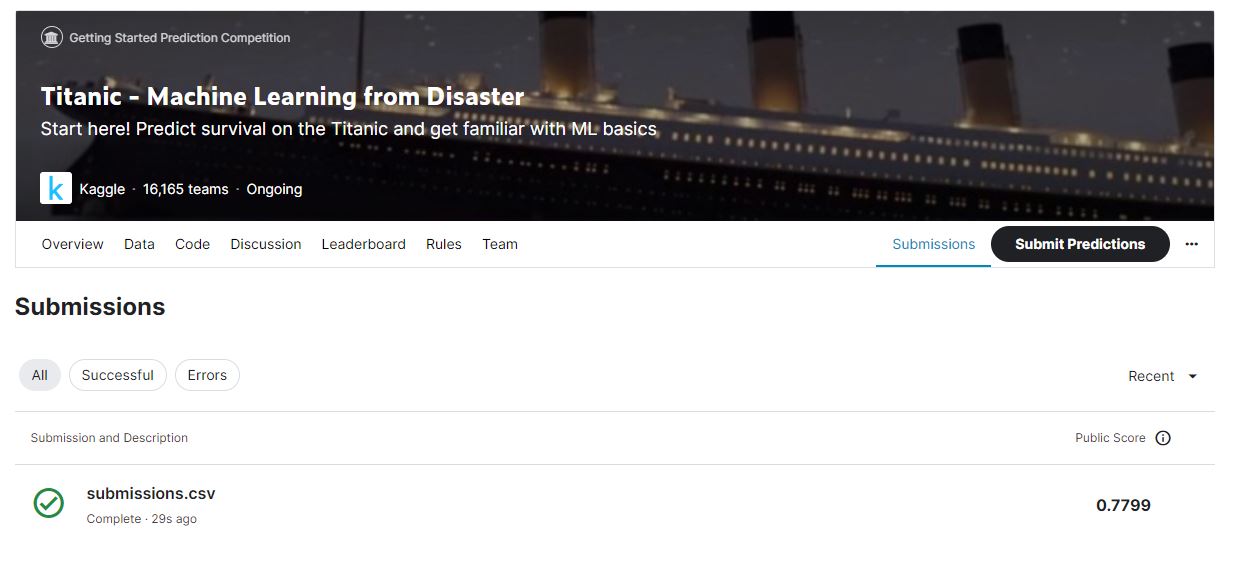 Getting Started Prediction Competition
Titanic - Machine Learning from Disaster
Start here! Predict survival on the Titanic and get familiar with ML basics
k Kaggle · 16,165 teams · Ongoing
Overview Data Code Discussion Leaderboard Rules Team Submissions Submit Predictions
Submissions
All Successful Errors Recent
Submission and Description Public Score
submissions.csv
Complete · 29s ago
0.7799